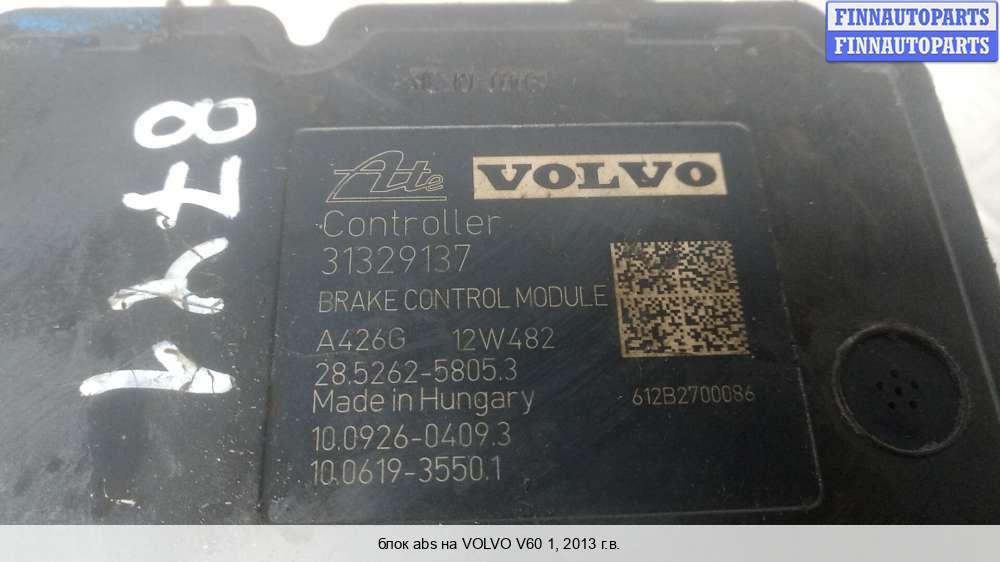 FINNAUTOPARTS
FINNAUTOPARTS
Ate VOLVO
Controller
31329137
BRAKE CONTROL MODULE
A426G 12W482
28.5262-5805.3
Made in Hungary
612B2700086
10.0926-0409.3
10.0619-3550.1
блок abs на VOLVO V60 1, 2013 г.в.